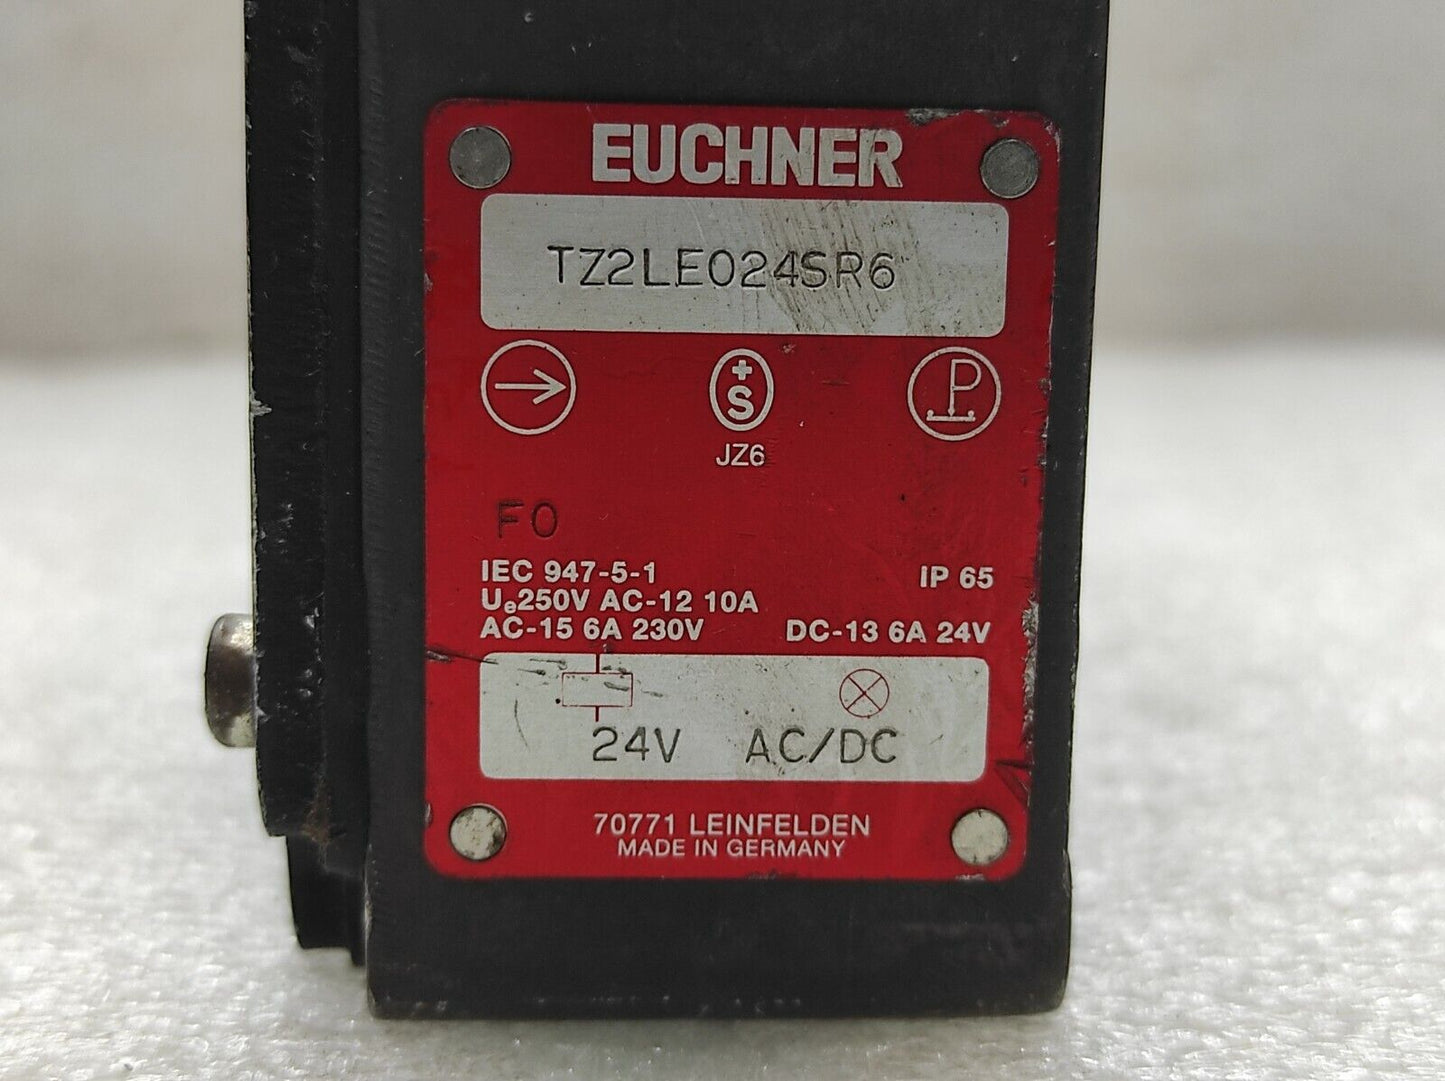 EUCHNER
TZ2LE024SR6
+
S
P
JZ6
F0
IEC 947-5-1
IP 65
Ue250V AC-12 10A
AC-15 6A 230V
DC-13 6A 24V
24V AC/DC
70771 LEINFELDEN
MADE IN GERMANY